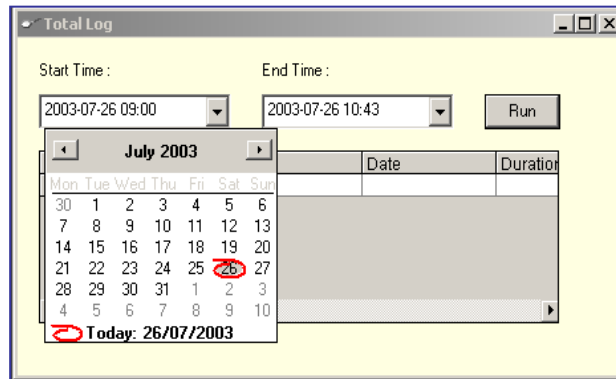 Total Log
Start Time : End Time :
2003-07-26 09:00 2003-07-26 10:43 Run
July 2003 Date Duration
Mon Tue Wed Thu Fri Sat Sun
30 1 2 3 4 5 6
7 8 9 10 11 12 13
14 15 16 17 18 19 20
21 22 23 24 25 26 27
28 29 30 31 1 2 3
4 5 6 7 8 9 10
Today: 26/07/2003